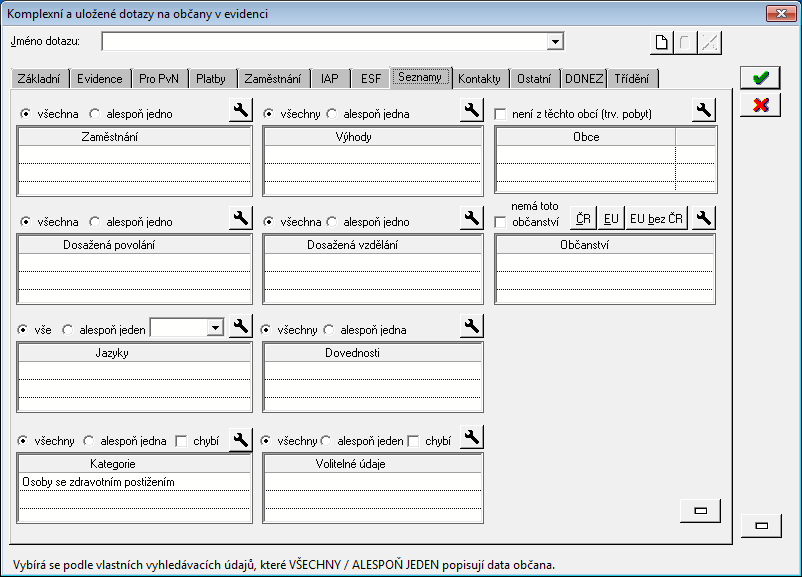 Komplexní a uložené dotazy na občany v evidenci
Jméno dotazu:
Základní Evidence Pro PvN Platby Zaměstnání IAP ESF Seznamy Kontakty Ostatní DONEZ Třídění
všechna alespoň jedno všechny alespoň jedna není z těchto obcí (trv. pobyt)
Zaměstnání Výhody Obce
nemá toto
všechna alespoň jedno všechna alespoň jedno občanství ČR EU EU bez ČR
Dosažená povolání Dosažená vzdělání Občanství
vše alespoň jeden všechny alespoň jedna
Jazyky Dovednosti
všechny alespoň jedna chybí všechny alespoň jeden chybí
Kategorie Volitelné údaje
Osoby se zdravotním postižením
Vybírá se podle vlastních vyhledávacích údajů, které VŠECHNY / ALESPOŇ JEDEN popisují data občana.